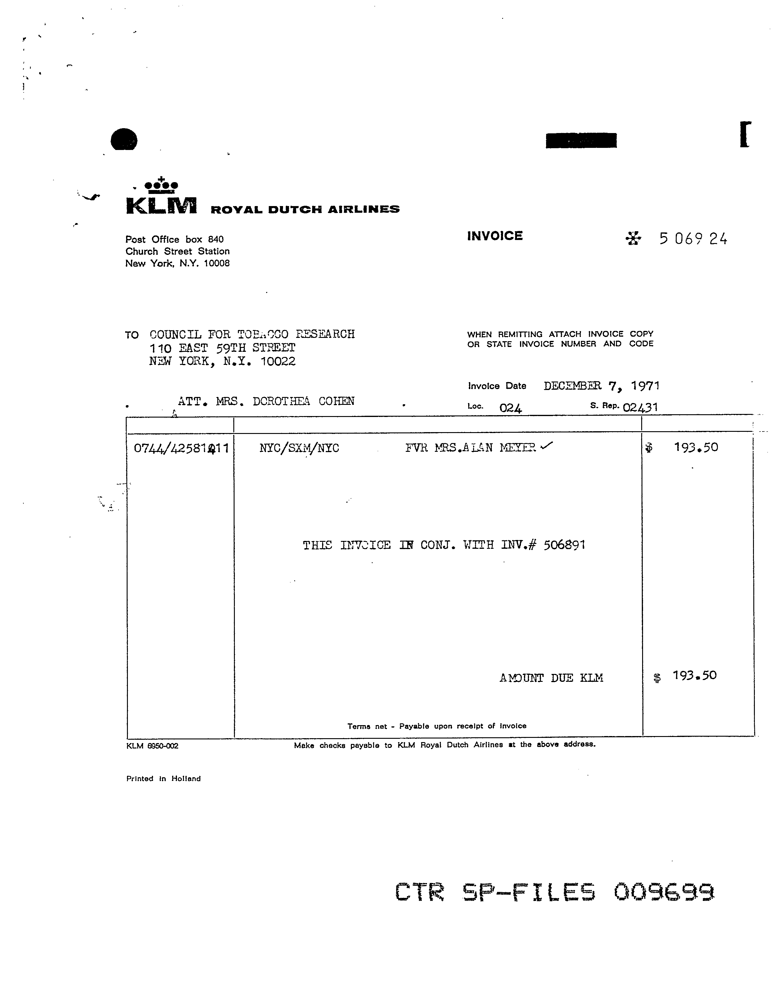 KLM ROYAL DUTCH AIRLINES
Post Office box 840
Church Street Station
New York, N.Y. 10008
INVOICE
* 5 069 24
TO COUNCIL FOR TOBACCO RESEARCH
110 EAST 59TH STREET
NEW YORK, N.Y. 10022
ATT. MRS. DOROTHEA COHEN
WHEN REMITTING ATTACH INVOICE COPY
OR STATE INVOICE NUMBER AND CODE
Invoice Date DECEMBER 7, 1971
Loc. 024 S. Rep. 02431
NYC/SXM/NYC FVR MRS.ALAN MEYER ✓ $ 193.50
THIS INVOICE IN CONJ. WITH INV.# 506891
AMOUNT DUE KLM $ 193.50
Terms net - Payable upon receipt of invoice
KLM 6950-002 Make checks payable to KLM Royal Dutch Airlines at the above address.
Printed in Holland
CTR SP-FILES 009699